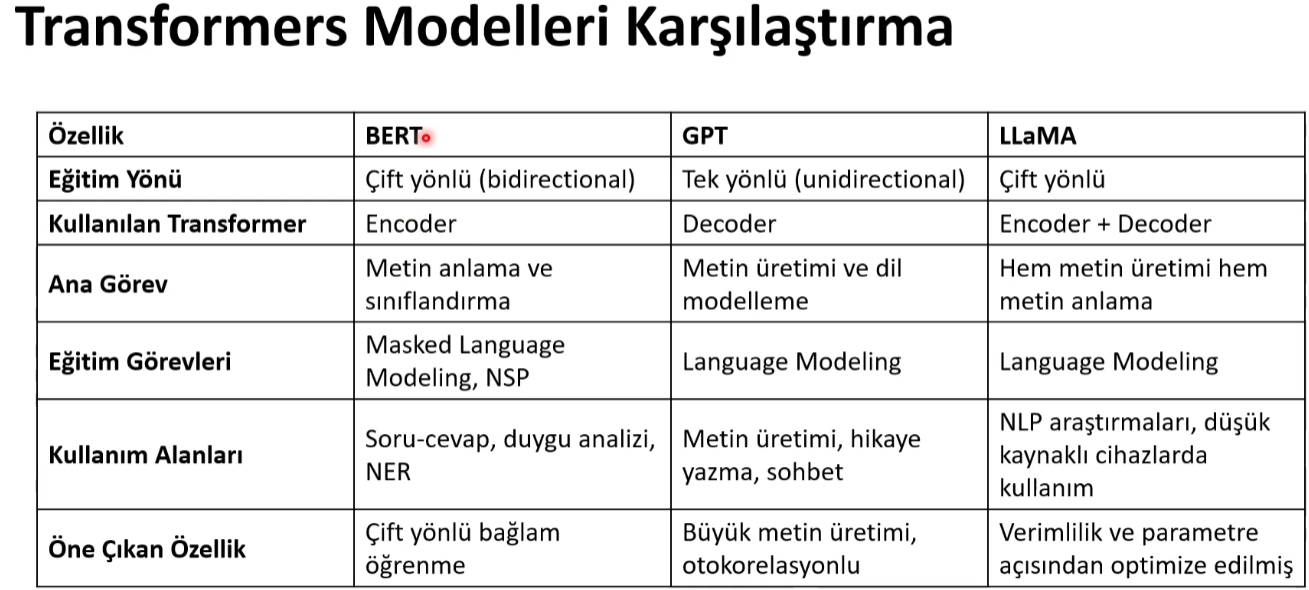 Transformers Modelleri Karşılaştırma
Özellik BERT GPT LLaMA
Eğitim Yönü Çift yönlü (bidirectional) Tek yönlü (unidirectional) Çift yönlü
Kullanılan Transformer Encoder Decoder Encoder + Decoder
Ana Görev
Metin anlama ve
sınıflandırma
Metin üretimi ve dil
modelleme
Hem metin üretimi hem
metin anlama
Eğitim Görevleri
Masked Language
Modeling, NSP
Language Modeling
Language Modeling
Kullanım Alanları
Soru-cevap, duygu analizi,
NER
Metin üretimi, hikaye
yazma, sohbet
NLP araştırmaları, düşük
kaynaklı cihazlarda
kullanım
Öne Çıkan Özellik
Çift yönlü bağlam
öğrenme
Büyük metin üretimi,
otokorelasyonlu
Verimlilik ve parametre
açısından optimize edilmiş